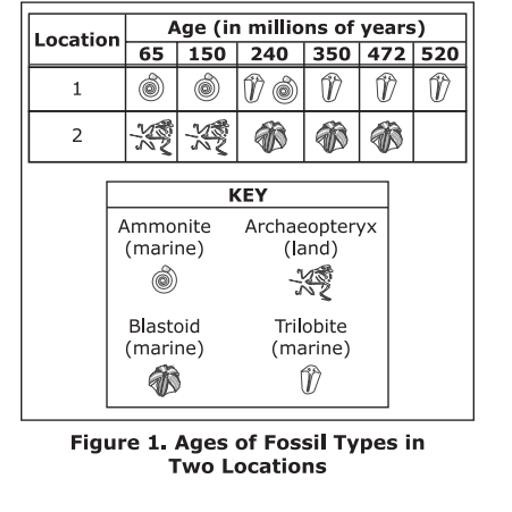 Location Age (in millions of years)
65 150 240 350 472 520
1
2
KEY
Ammonite Archaeopteryx
(marine) (land)
Blastoid Trilobite
(marine) (marine)
Figure 1. Ages of Fossil Types in
Two Locations